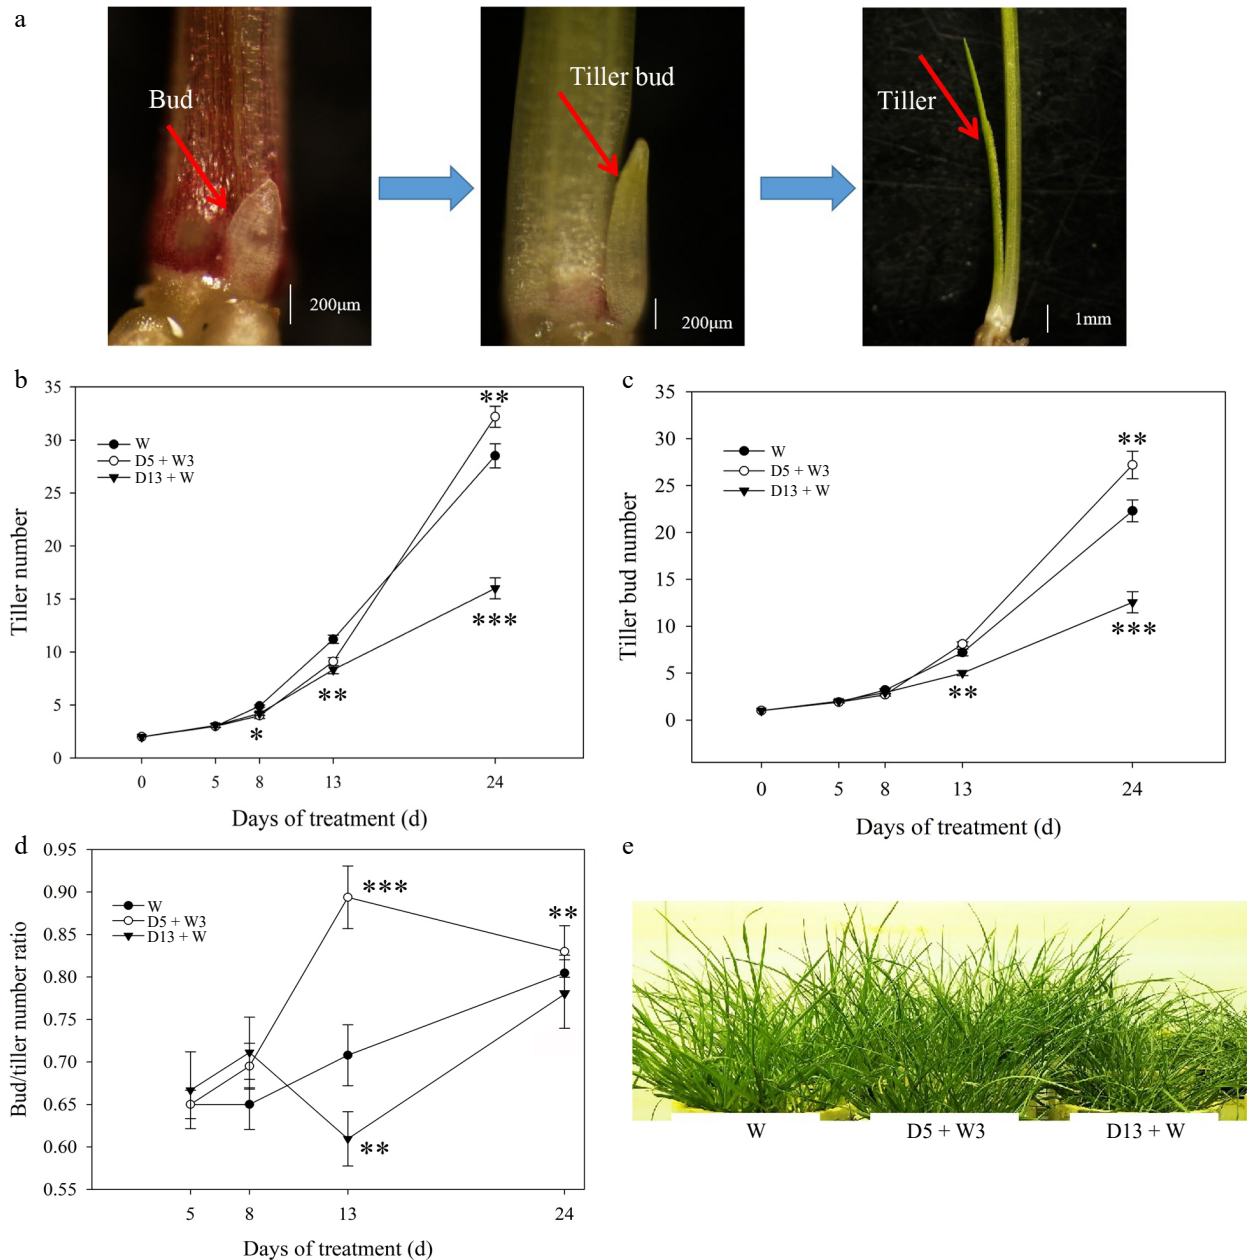 a
Bud
200μm
Tiller bud
200μm
Tiller
1mm
b
Tiller number
35
30
25
20
15
10
5
0
W
D5 + W3
D13 + W
**
***
**
*
0 5 8 13 24
Days of treatment (d)
c
Tiller bud number
35
30
25
20
15
10
5
0
W
D5 + W3
D13 + W
**
***
**
0 5 8 13 24
Days of treatment (d)
d
Bud/tiller number ratio
0.95
0.90
0.85
0.80
0.75
0.70
0.65
0.60
0.55
W
D5 + W3
D13 + W
***
**
**
5 8 13 24
Days of treatment (d)
e
W D5 + W3 D13 + W